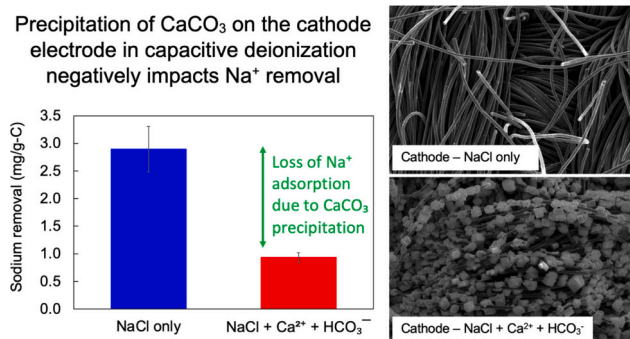 Precipitation of CaCO₃ on the cathode
electrode in capacitive deionization
negatively impacts Na⁺ removal
Sodium removal (mg/g-C)
3.5
3.0
2.5
2.0
1.5
1.0
0.5
0.0
Loss of Na⁺
adsorption
due to CaCO₃
precipitation
NaCl only
NaCl + Ca²⁺ + HCO₃⁻
Cathode – NaCl only
Cathode – NaCl + Ca²⁺ + HCO₃⁻